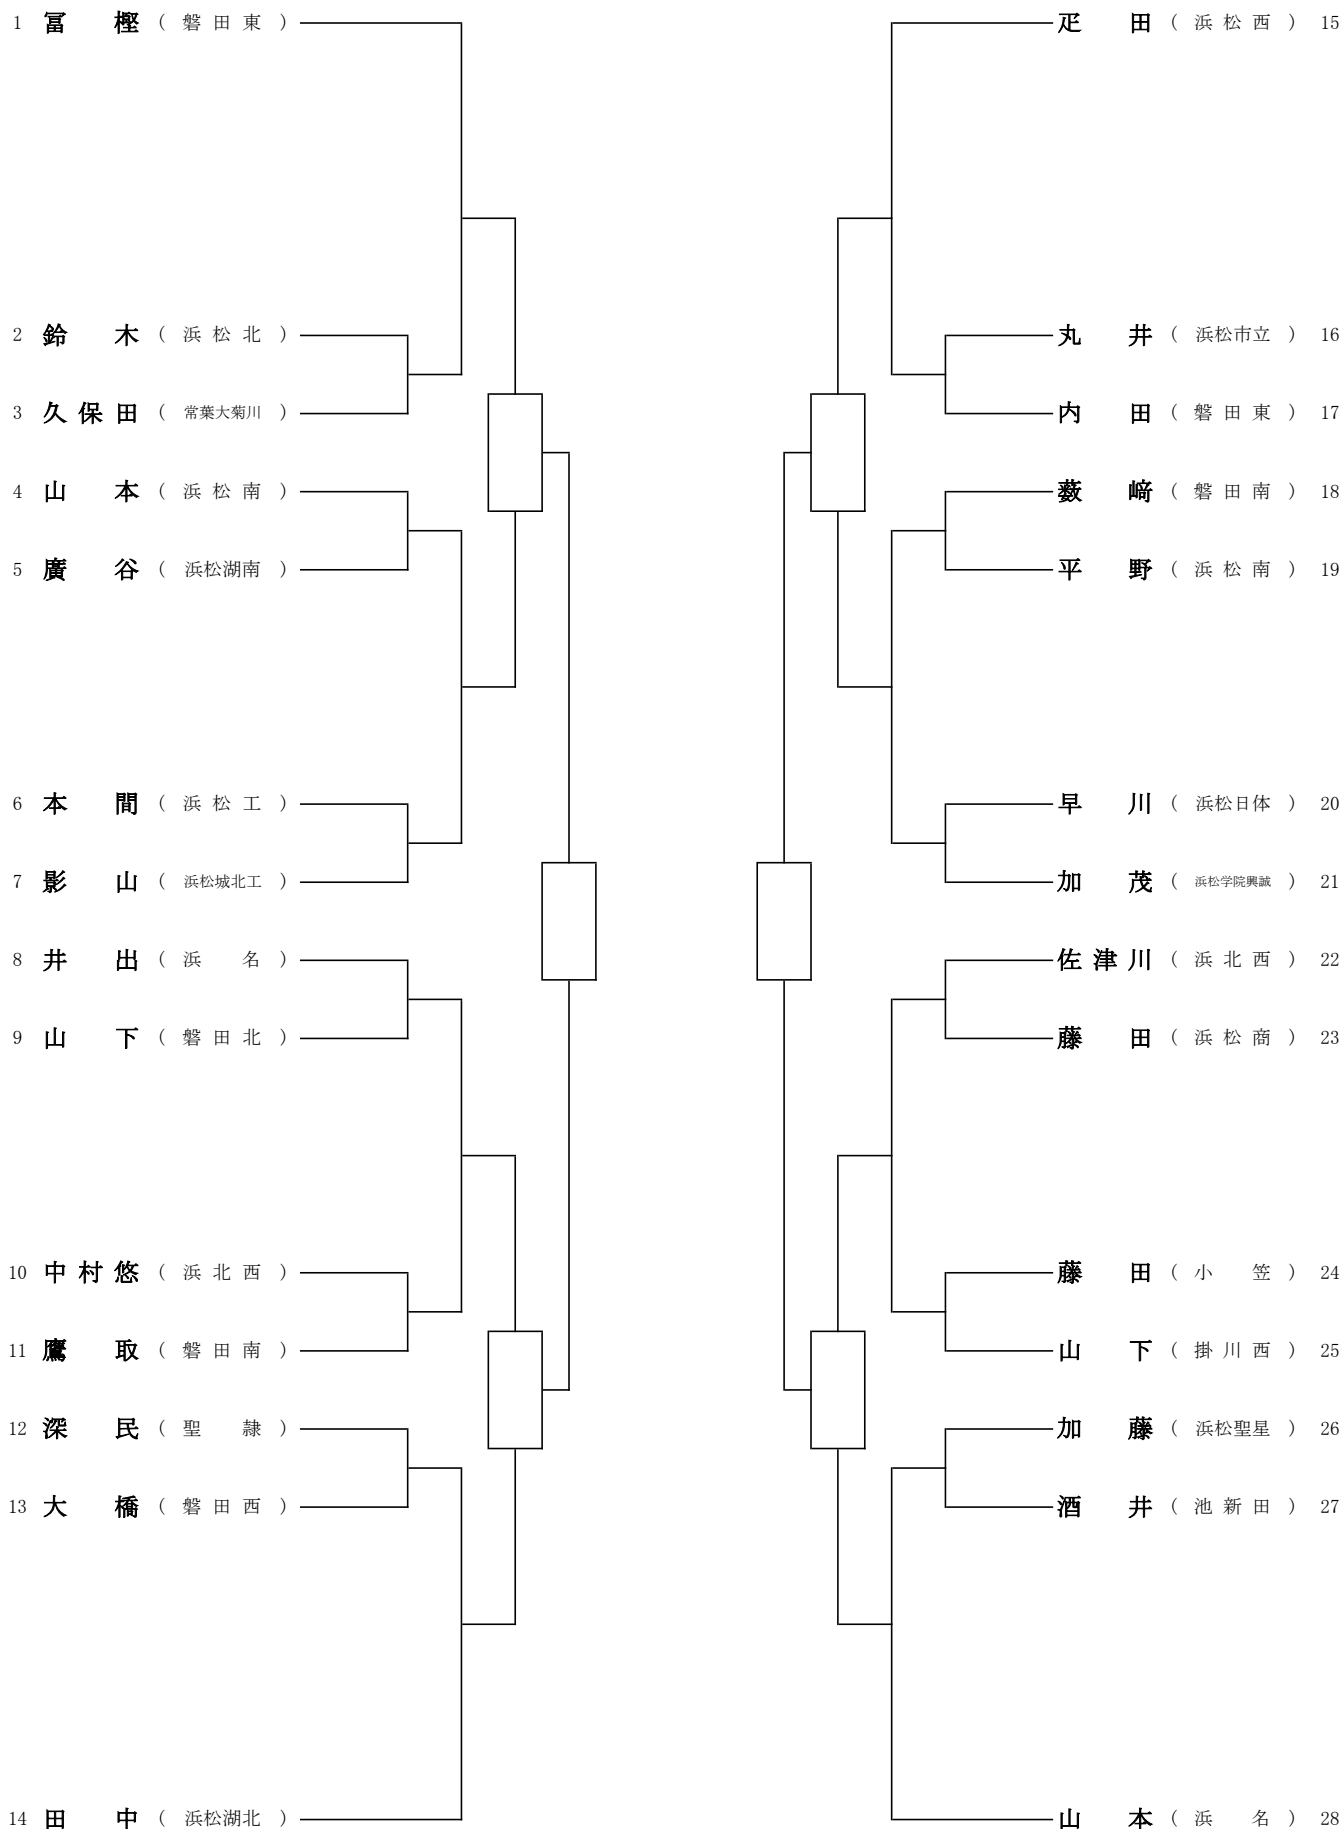 1 冨樫 （磐田東）
2 鈴木 （浜松北）
3 久保田 （常葉大菊川）
4 山本 （浜松南）
5 廣谷 （浜松湖南）
6 本間 （浜松工）
7 影山 （浜松城北工）
8 井出 （浜名）
9 山下 （磐田北）
10 中村悠 （浜北西）
11 鷹取 （磐田南）
12 深民 （聖隷）
13 大橋 （磐田西）
14 田中 （浜松湖北）
疋田 （浜松西） 15
丸井 （浜松市立） 16
内田 （磐田東） 17
薮﨑 （磐田南） 18
平野 （浜松南） 19
早川 （浜松日体） 20
加茂 （浜松学院興誠） 21
佐津川 （浜北西） 22
藤田 （浜松商） 23
藤田 （小笠） 24
山下 （掛川西） 25
加藤 （浜松聖星） 26
酒井 （池新田） 27
山本 （浜名） 28